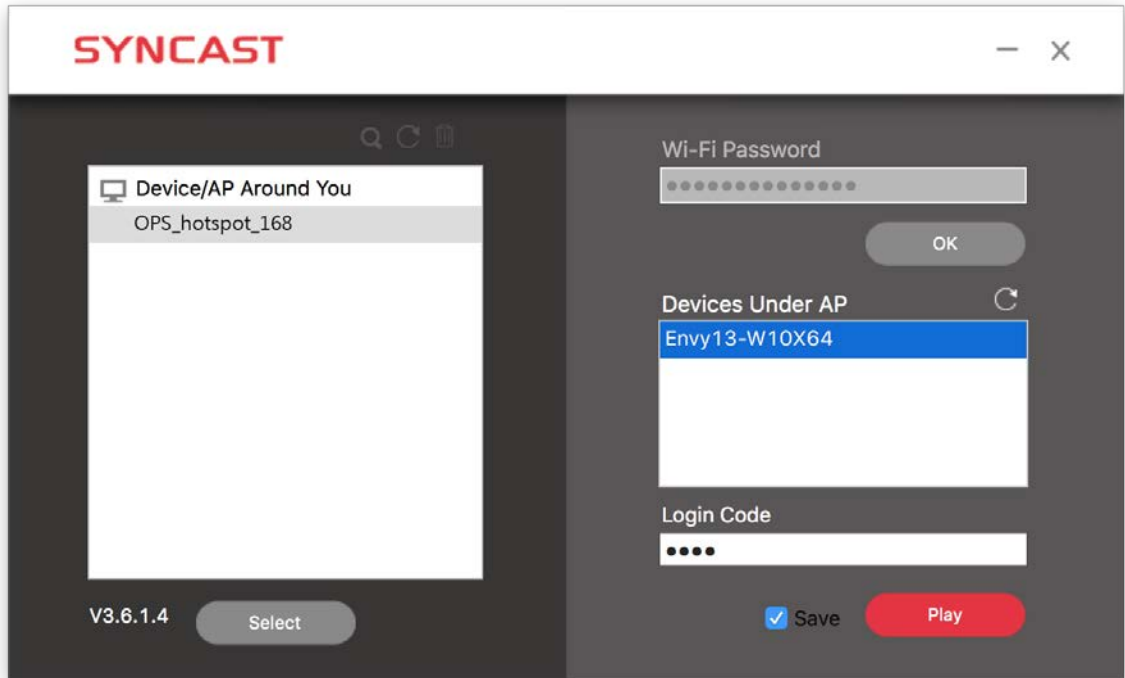 SYNCAST
Device/AP Around You
OPS_hotspot_168
V3.6.1.4
Select
Wi-Fi Password
••••••••••••••
OK
Devices Under AP
Envy13-W10X64
Login Code
••••
Save
Play